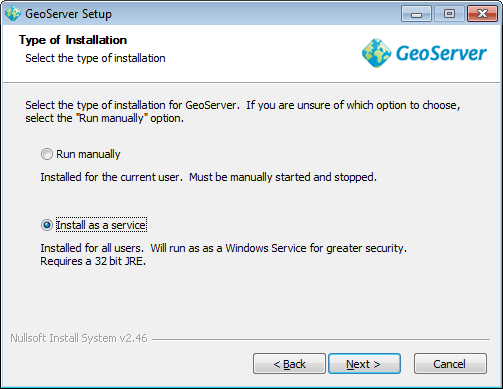 GeoServer Setup
Type of Installation
Select the type of installation
GeoServer
Select the type of installation for GeoServer. If you are unsure of which option to choose,
select the "Run manually" option.
Run manually
Installed for the current user. Must be manually started and stopped.
Install as a service
Installed for all users. Will run as as a Windows Service for greater security.
Requires a 32 bit JRE.
Nullsoft Install System v2.46
< Back
Next >
Cancel